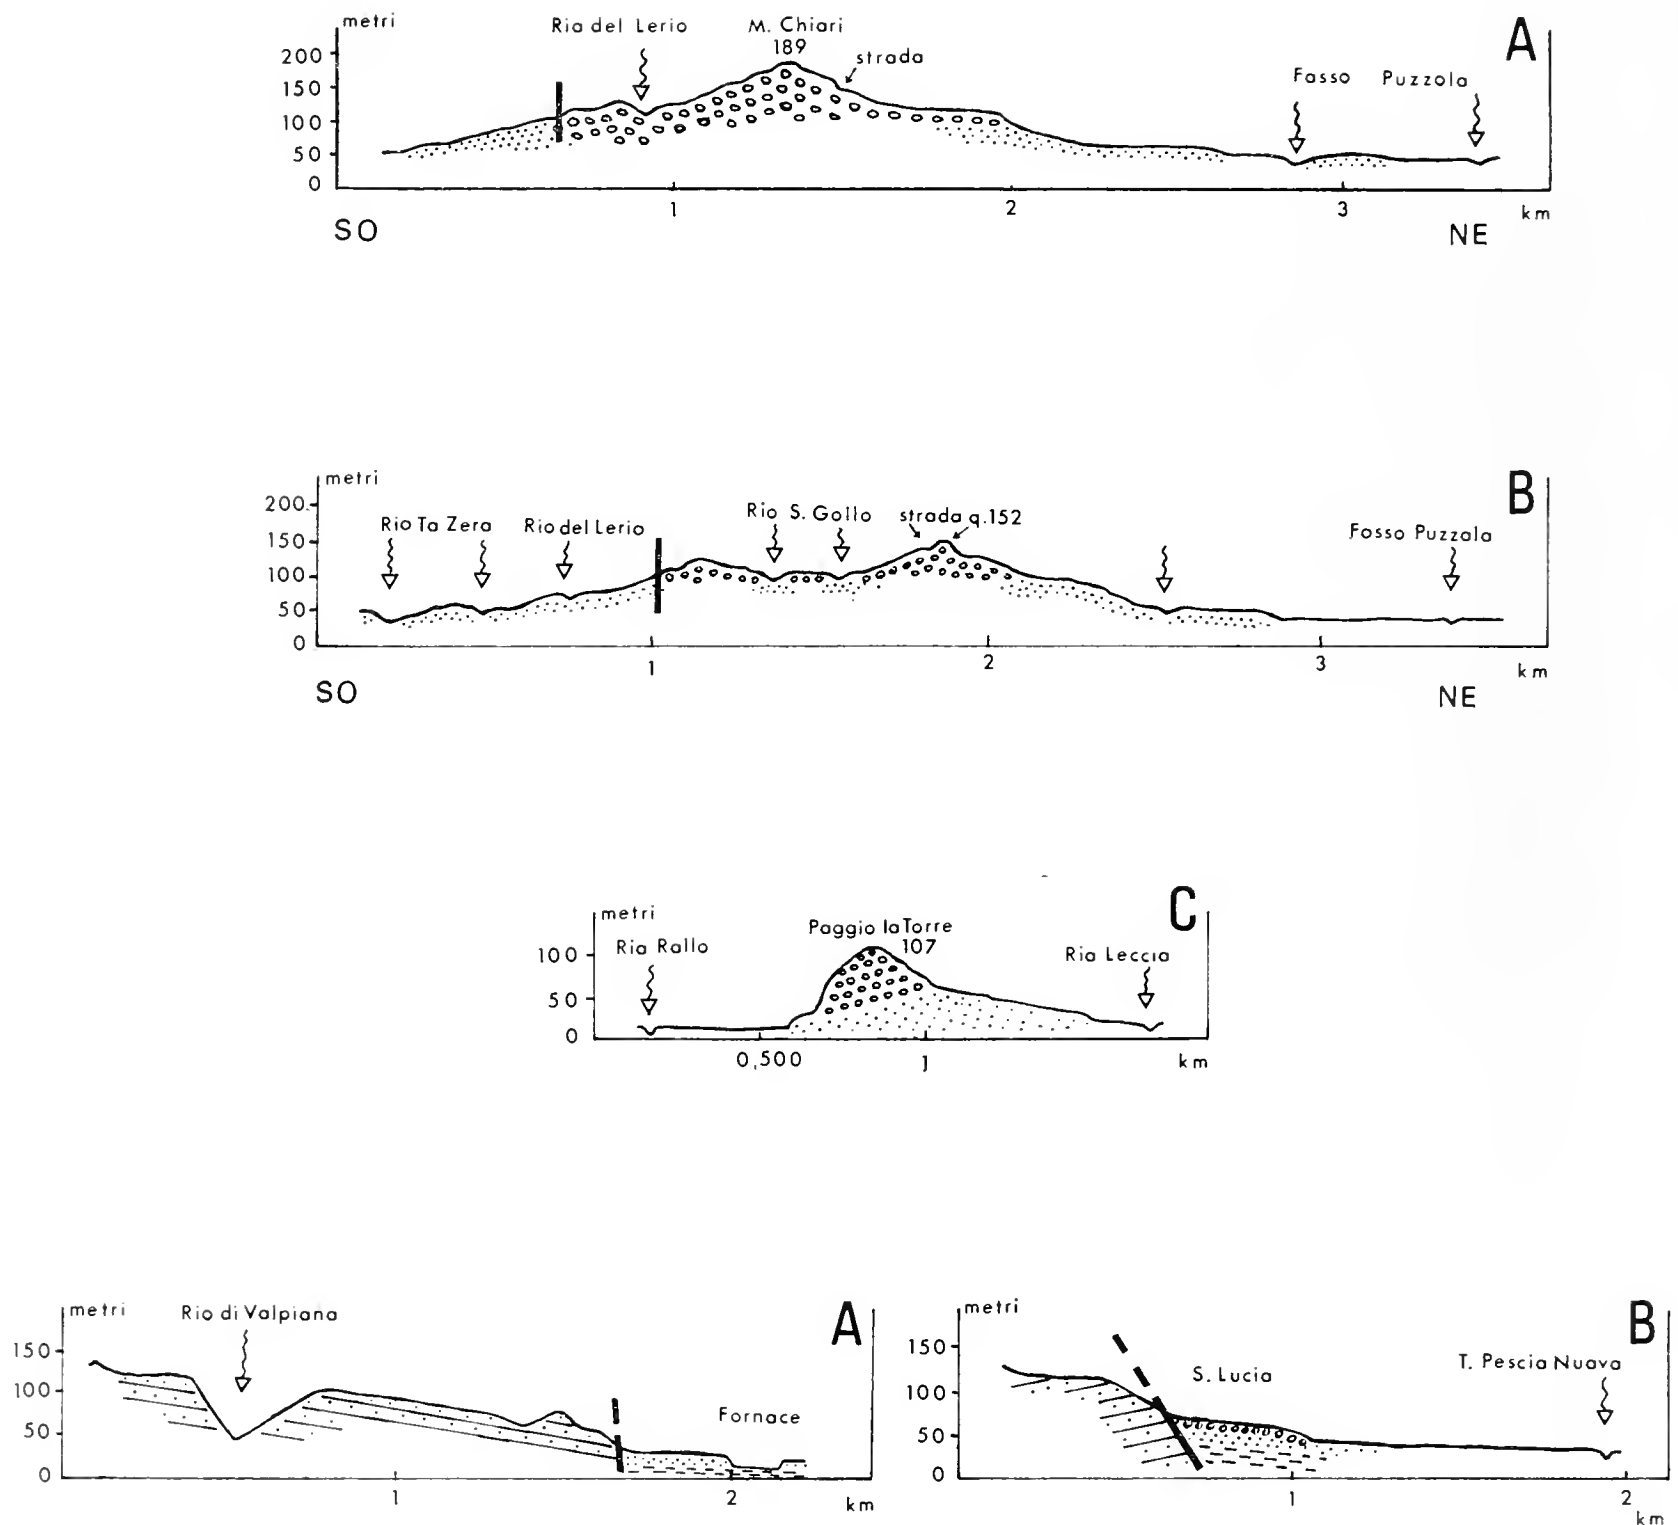 metri
Ria del Lerio
M. Chiari
189
strada
A
Fasso Puzzola
200
150
100
50
0
1
2
3
km
SO
NE
metri
B
200
Rio Ta Zera
Rio del Lerio
Rio S. Gollo
strada q.152
Fosso Puzzola
150
100
50
0
1
2
3
km
SO
NE
C
metri
Paggio la Torre
107
Ria Rallo
Ria Leccia
100
50
0
0,500
1
km
metri
Rio di Valpiana
A
150
100
50
0
Fornace
1
2
km
metri
B
150
S. Lucia
T. Pescia Nuova
100
50
0
1
2
km